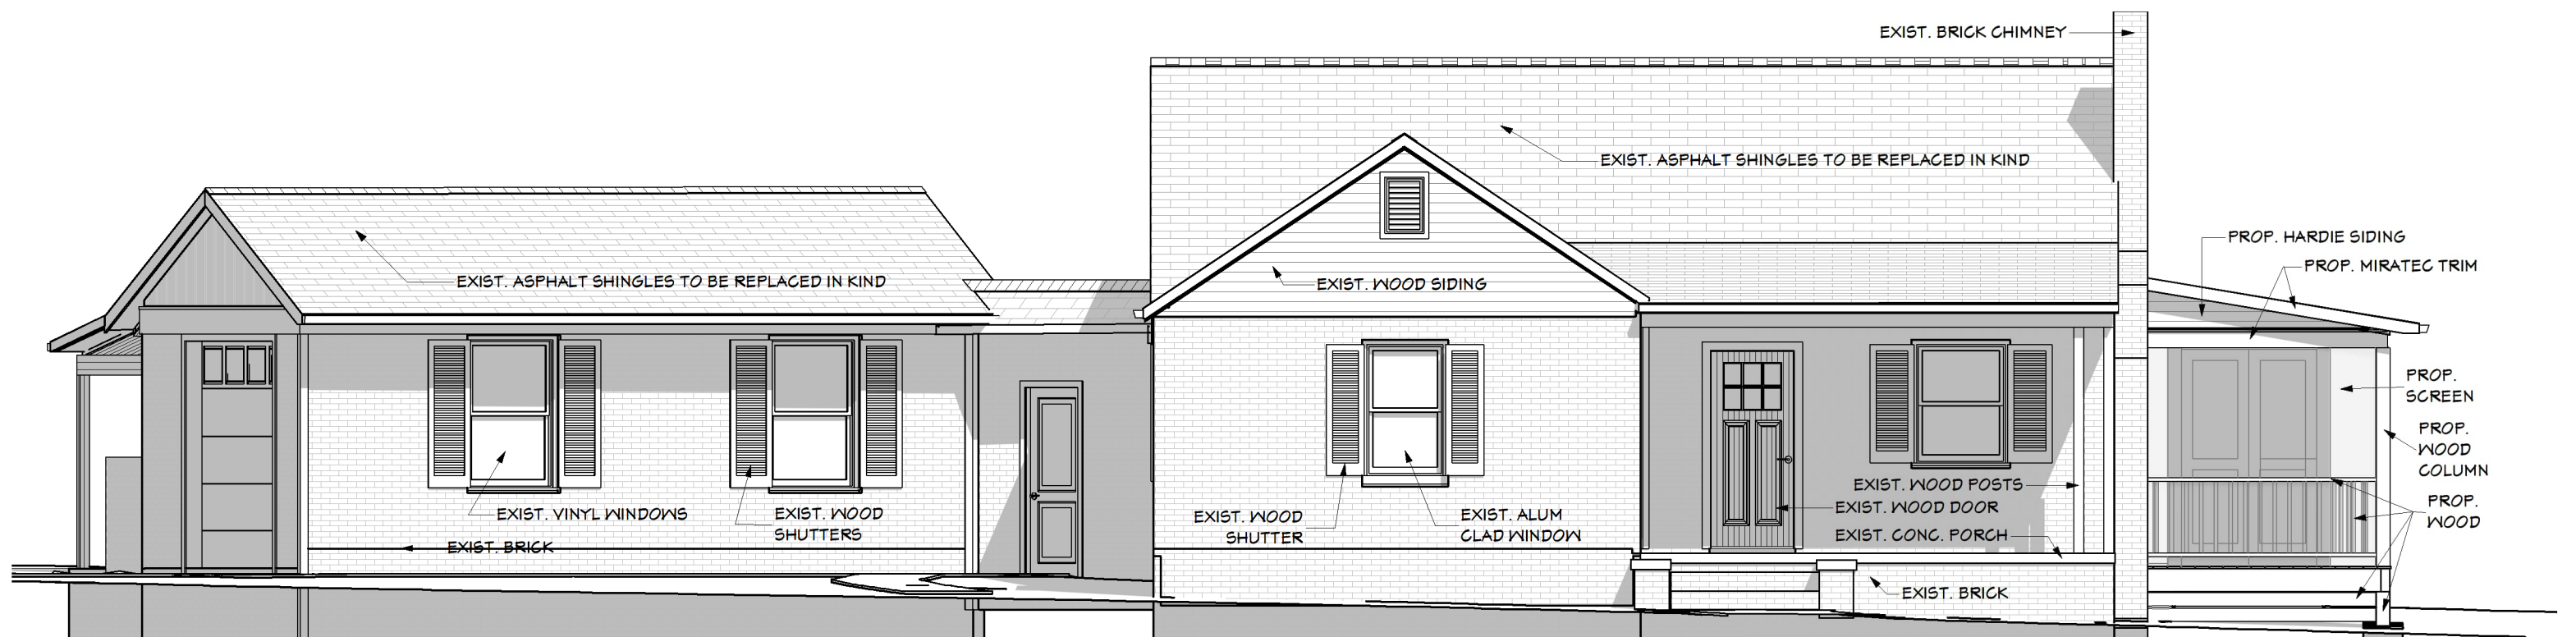 EXIST. BRICK CHIMNEY
EXIST. ASPHALT SHINGLES TO BE REPLACED IN KIND
PROP. HARDIE SIDING
PROP. MIRATEC TRIM
EXIST. ASPHALT SHINGLES TO BE REPLACED IN KIND
EXIST. WOOD SIDING
PROP.
SCREEN
PROP.
WOOD
COLUMN
PROP.
WOOD
EXIST. VINYL WINDOWS
EXIST. WOOD
SHUTTERS
EXIST. BRICK
EXIST. WOOD
SHUTTER
EXIST. ALUM
CLAD WINDOW
EXIST. WOOD POSTS
EXIST. WOOD DOOR
EXIST. CONC. PORCH
EXIST. BRICK